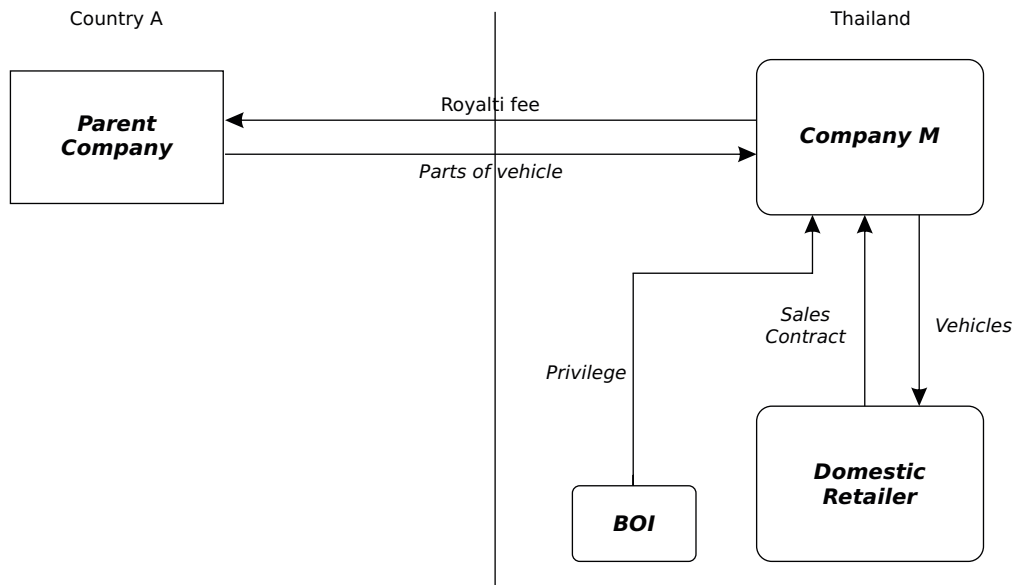 Country A
Thailand
Parent
Company
Royalti fee
Parts of vehicle
Company M
Sales
Contract
Vehicles
Privilege
Domestic
Retailer
BOI